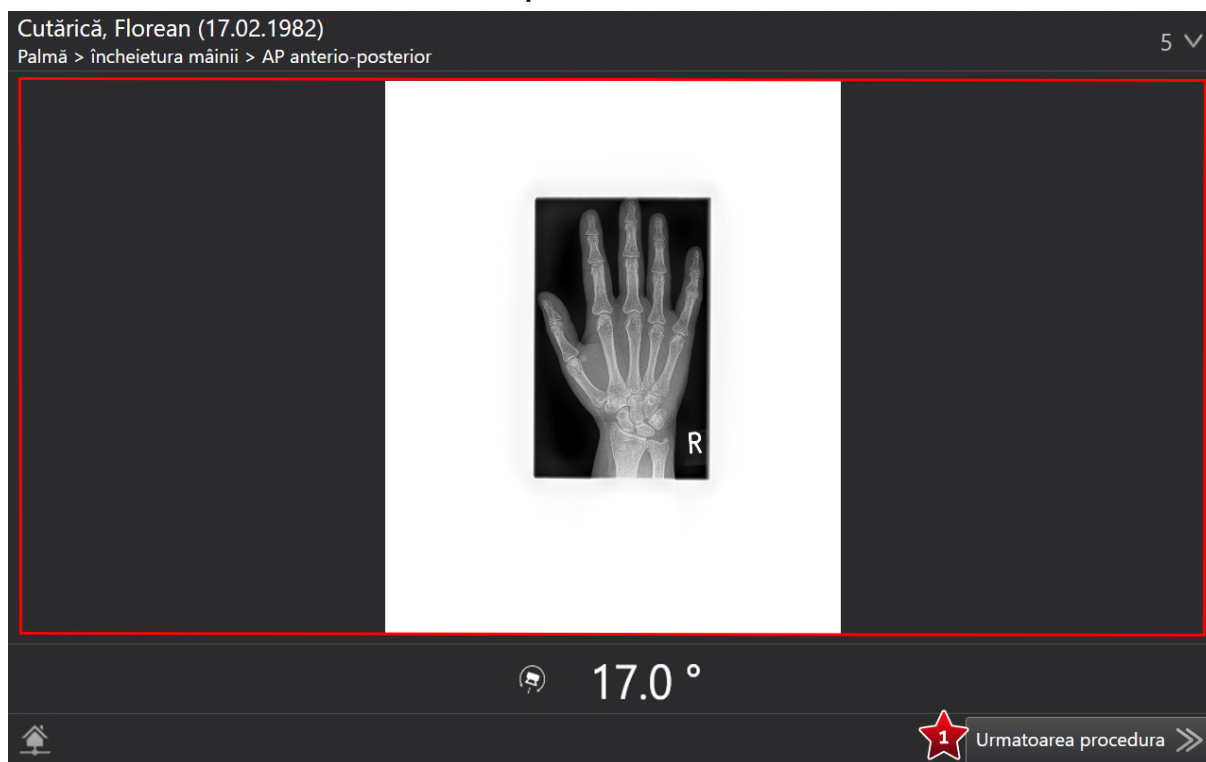 Cutărică, Florean (17.02.1982)
5
Palmă > încheietura mâinii > AP anterio-posterior
R
17.0 °
1
Urmatoarea procedura